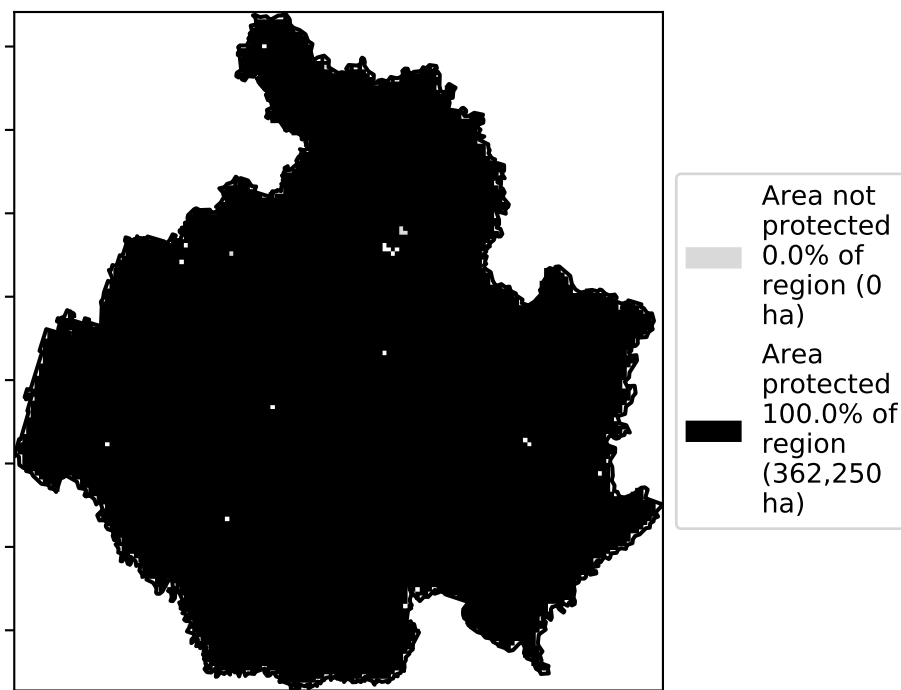 Area not
protected
0.0% of
region (0
ha)
Area
protected
100.0% of
region
(362,250
ha)